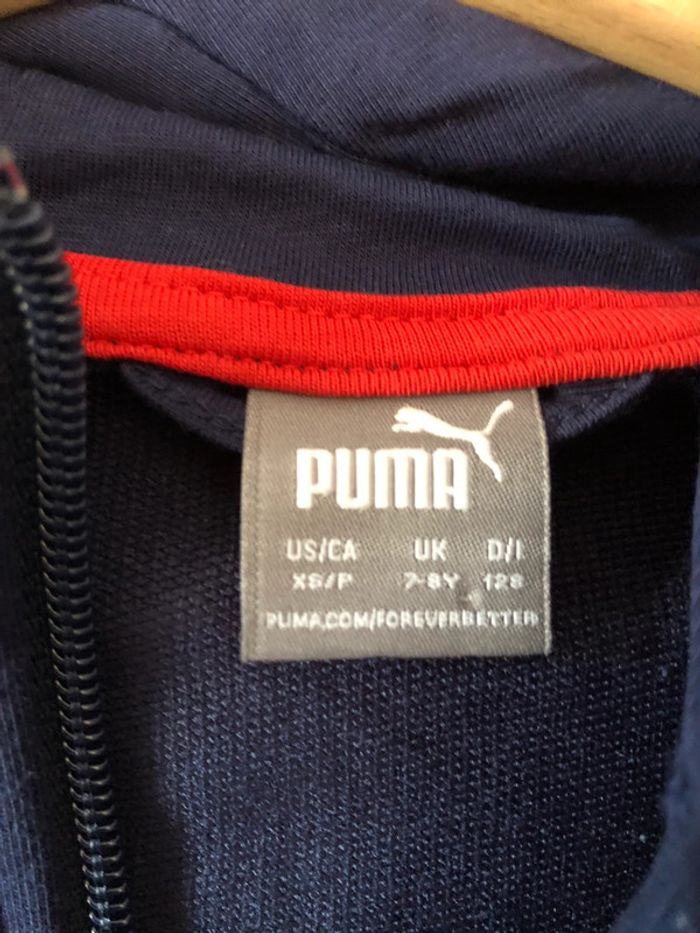 PUMA
US/CA UK D/I
XS/P 7-8Y 128
PUMA.COM/FOREVERBETTER